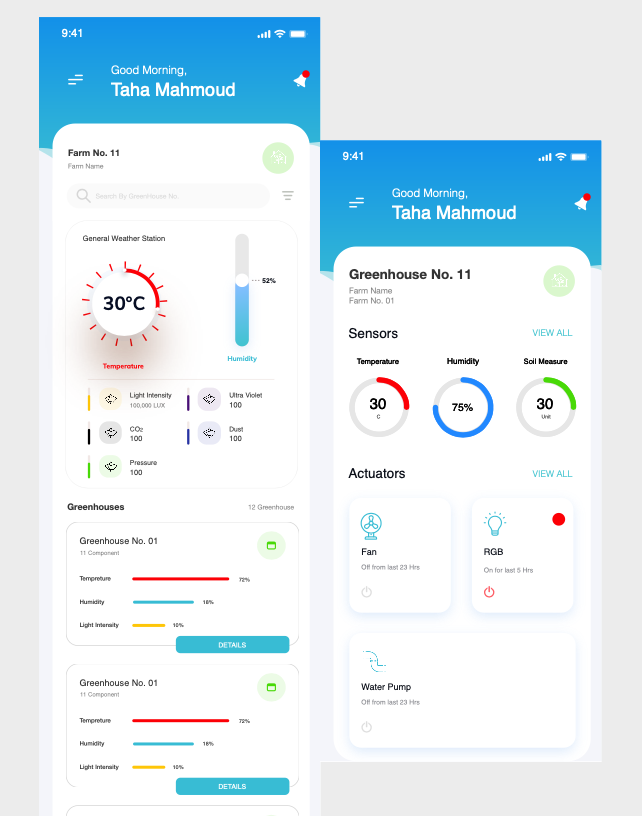 9:41
Good Morning,
Taha Mahmoud
Farm No. 11
Farm Name
Search By GreenHouse No.
General Weather Station
52%
30°C
Temperature
Humidity
Light Intensity
100,000 LUX
Ultra Violet
100
CO2
100
Dust
100
Pressure
100
Greenhouses
12 Greenhouse
Greenhouse No. 01
11 Component
Tempreture
72%
Humidity
18%
Light Intensity
10%
DETAILS
Greenhouse No. 01
11 Component
Tempreture
72%
Humidity
18%
Light Intensity
10%
DETAILS
9:41
Good Morning,
Taha Mahmoud
Greenhouse No. 11
Farm Name
Farm No. 01
Sensors
VIEW ALL
Temperature
Humidity
Soil Measure
30
C
75%
30
Unit
Actuators
VIEW ALL
Fan
Off from last 23 Hrs
RGB
On for last 5 Hrs
Water Pump
Off from last 23 Hrs